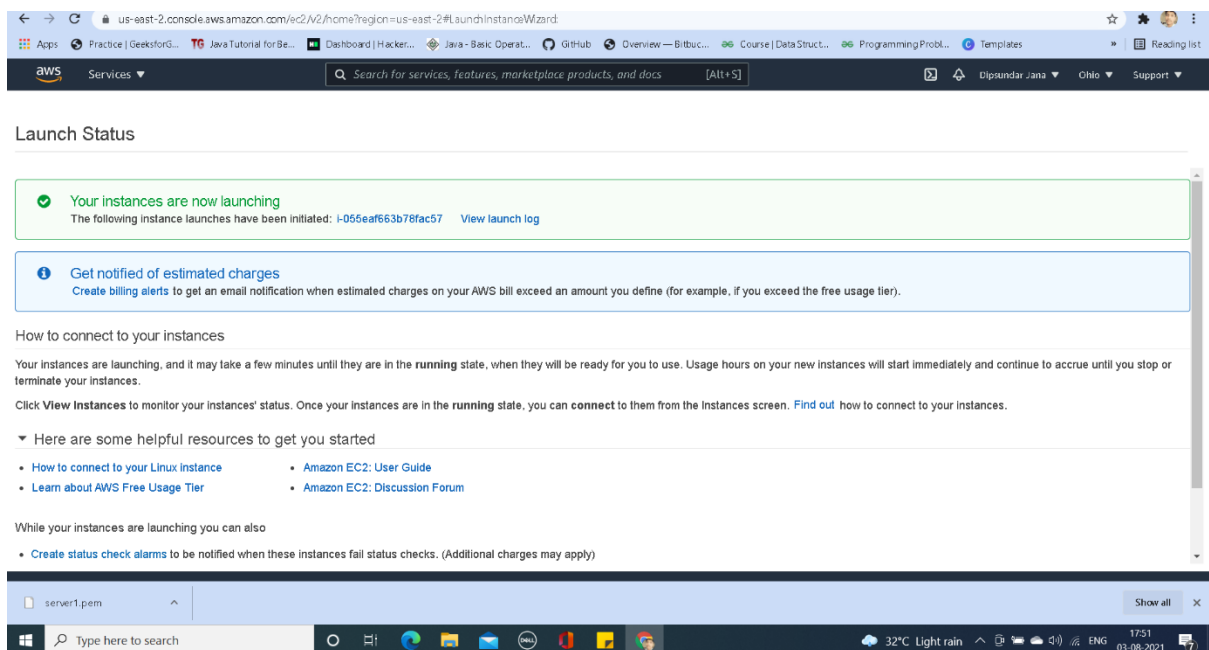 us-east-2.console.aws.amazon.com/ec2/v2/home?region=us-east-2#LaunchInstanceWizard:
Apps Practice | GeeksforG... TG Java Tutorial for Be... Dashboard | Hacker... Java - Basic Operat... GitHub Overview — Bitbuc... Course | Data Struct... Programming Probl... C Templates » Reading list
aws Services ▼ Search for services, features, marketplace products, and docs [Alt+S] Dipsundar Jana ▼ Ohio ▼ Support ▼
Launch Status
Your instances are now launching
The following instance launches have been initiated: i-055eaf663b78fac57 View launch log
Get notified of estimated charges
Create billing alerts to get an email notification when estimated charges on your AWS bill exceed an amount you define (for example, if you exceed the free usage tier).
How to connect to your instances
Your instances are launching, and it may take a few minutes until they are in the running state, when they will be ready for you to use. Usage hours on your new instances will start immediately and continue to accrue until you stop or
terminate your instances.
Click View Instances to monitor your instances' status. Once your instances are in the running state, you can connect to them from the Instances screen. Find out how to connect to your instances.
▼ Here are some helpful resources to get you started
• How to connect to your Linux instance • Amazon EC2: User Guide
• Learn about AWS Free Usage Tier • Amazon EC2: Discussion Forum
While your instances are launching you can also
• Create status check alarms to be notified when these instances fail status checks. (Additional charges may apply)
server1.pem Show all
Type here to search DELL 32°C Light rain ENG 17:51
03-08-2021 7